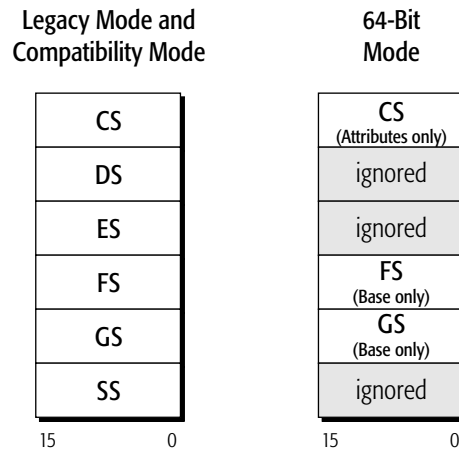 Legacy Mode and
Compatibility Mode
CS
DS
ES
FS
GS
SS
15 0
64-Bit
Mode
CS
(Attributes only)
ignored
ignored
FS
(Base only)
GS
(Base only)
ignored
15 0